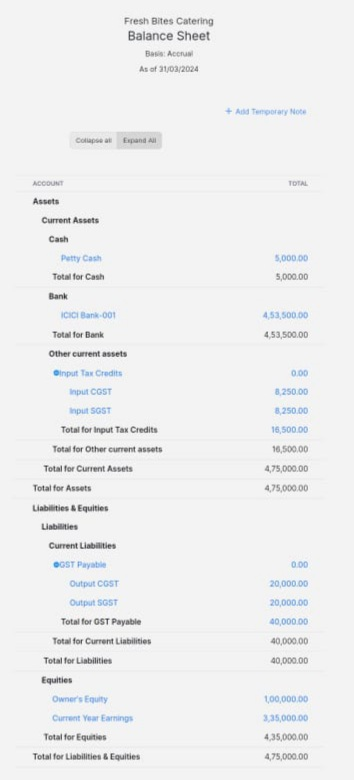 Fresh Bites Catering
Balance Sheet
Basis: Accrual
As of 31/03/2024
+ Add Temporary Note
Collapse all Expand All
ACCOUNT TOTAL
Assets
Current Assets
Cash
Petty Cash 5,000.00
Total for Cash 5,000.00
Bank
ICICI Bank-001 4,53,500.00
Total for Bank 4,53,500.00
Other current assets
Input Tax Credits 0.00
Input CGST 8,250.00
Input SGST 8,250.00
Total for Input Tax Credits 16,500.00
Total for Other current assets 16,500.00
Total for Current Assets 4,75,000.00
Total for Assets 4,75,000.00
Liabilities & Equities
Liabilities
Current Liabilities
GST Payable 0.00
Output CGST 20,000.00
Output SGST 20,000.00
Total for GST Payable 40,000.00
Total for Current Liabilities 40,000.00
Total for Liabilities 40,000.00
Equities
Owner's Equity 1,00,000.00
Current Year Earnings 3,35,000.00
Total for Equities 4,35,000.00
Total for Liabilities & Equities 4,75,000.00